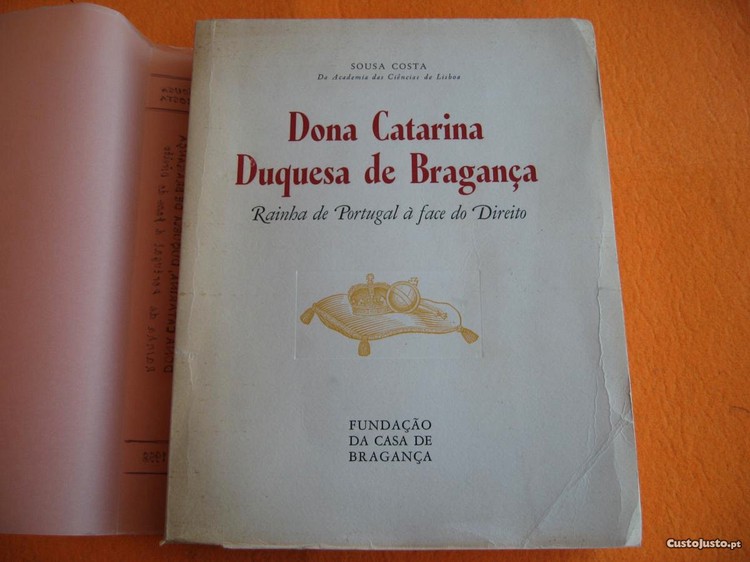 SOUSA COSTA
Da Academia das Ciências de Lisboa
Dona Catarina
Duquesa de Bragança
Rainha de Portugal à face do Direito
FUNDAÇÃO
DA CASA DE
BRAGANÇA
CustoJusto.pt